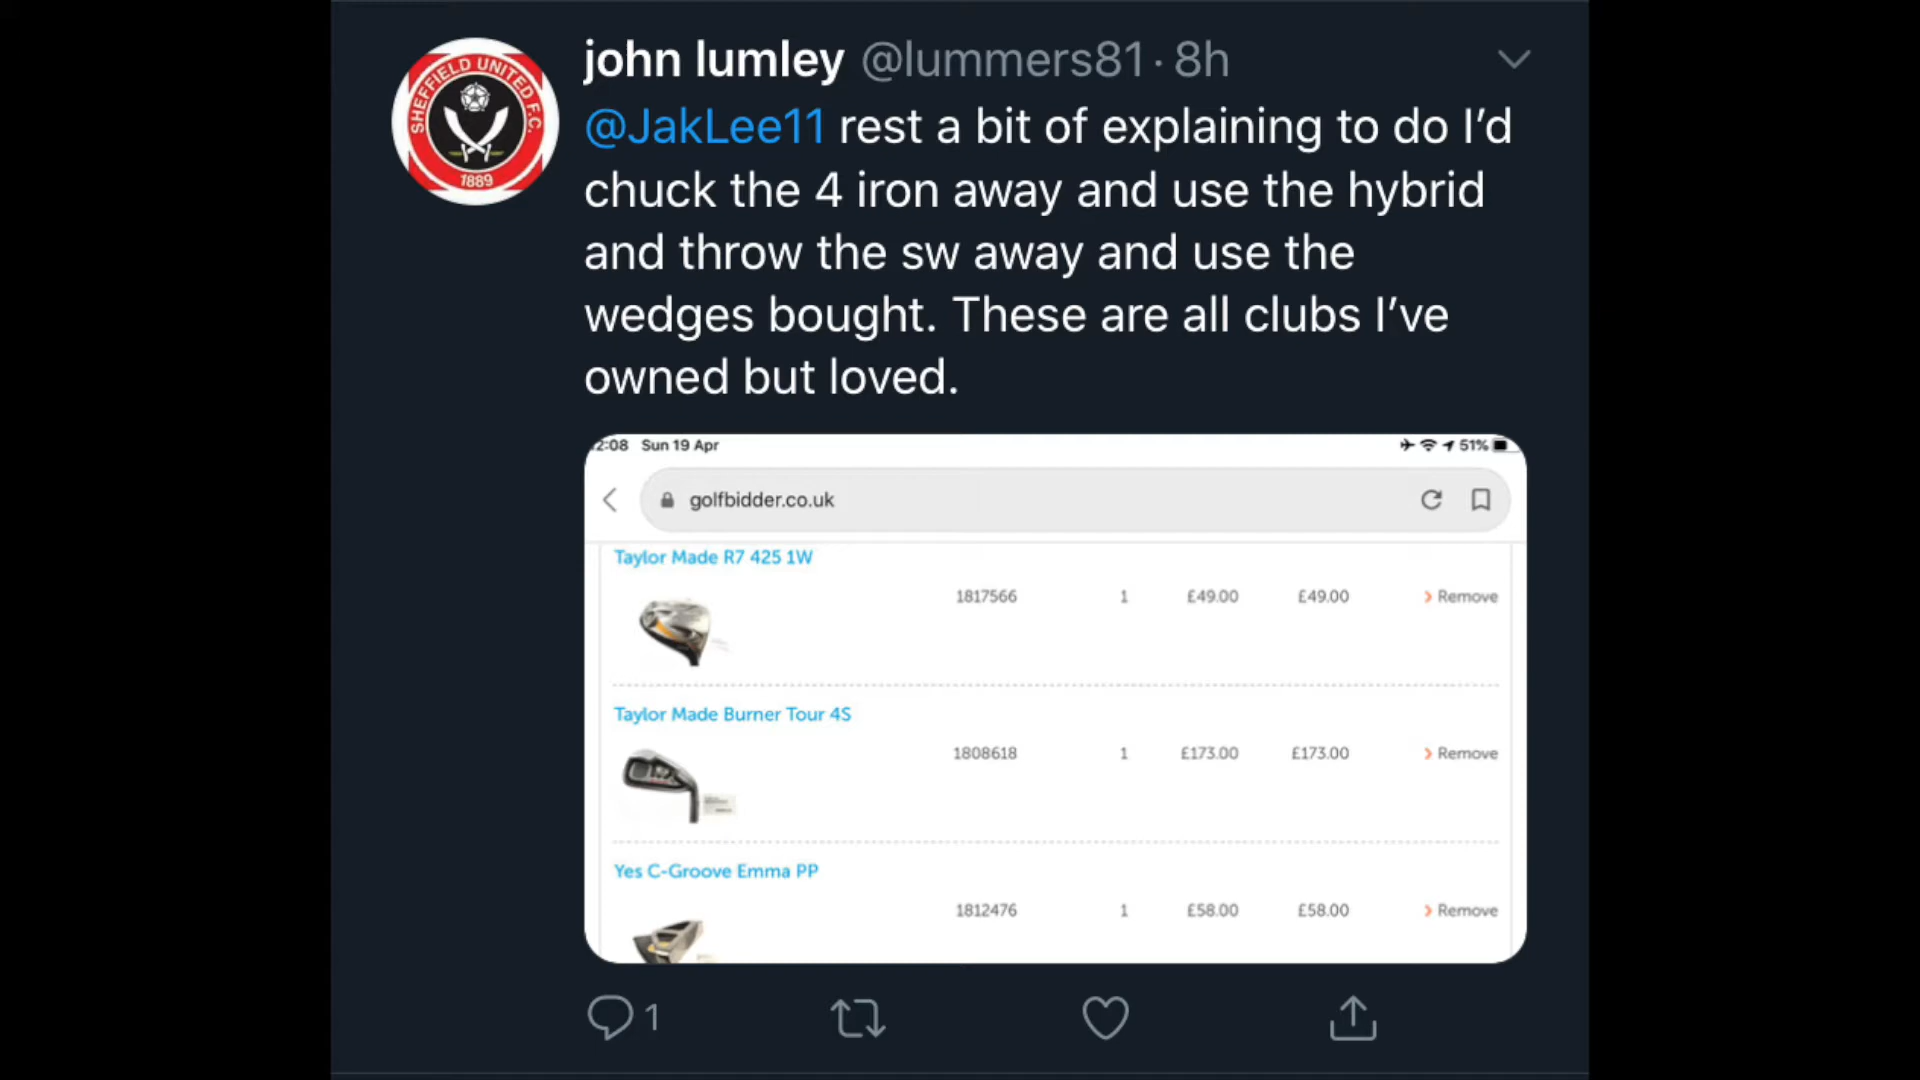 SHEFFIELD UNITED F.C.
1889
john lumley @lummers81 · 8h
@JakLee11 rest a bit of explaining to do I’d
chuck the 4 iron away and use the hybrid
and throw the sw away and use the
wedges bought. These are all clubs I’ve
owned but loved.
2:08 Sun 19 Apr 51%
golfbidder.co.uk
Taylor Made R7 425 1W
1817566 1 £49.00 £49.00 > Remove
Taylor Made Burner Tour 4S
1808618 1 £173.00 £173.00 > Remove
Yes C-Groove Emma PP
1812476 1 £58.00 £58.00 > Remove
1